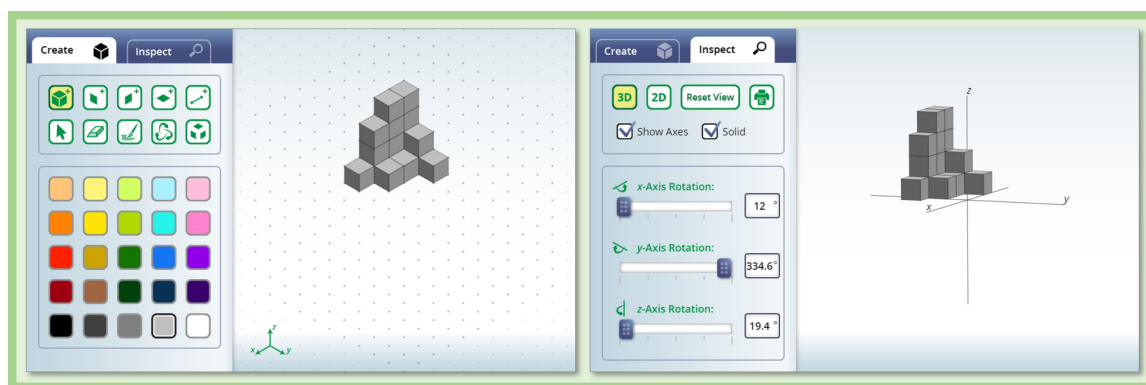 Create
Inspect
z
x
y
Create
Inspect
3D
2D
Reset View
Show Axes
Solid
x-Axis Rotation:
12 °
y-Axis Rotation:
334.6°
z-Axis Rotation:
19.4 °
z
x
y